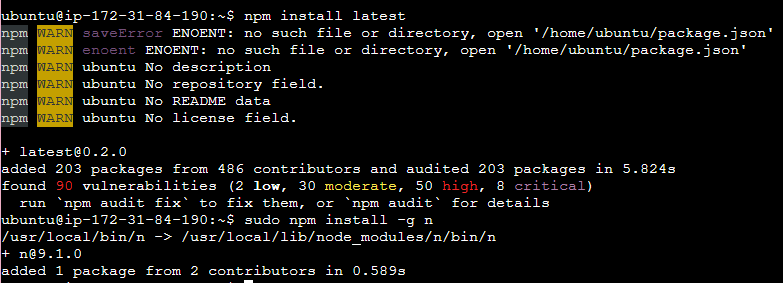 ubuntu@ip-172-31-84-190:~$ npm install latest
npm WARN saveError ENOENT: no such file or directory, open '/home/ubuntu/package.json'
npm WARN enoent ENOENT: no such file or directory, open '/home/ubuntu/package.json'
npm WARN ubuntu No description
npm WARN ubuntu No repository field.
npm WARN ubuntu No README data
npm WARN ubuntu No license field.
+ latest@0.2.0
added 203 packages from 486 contributors and audited 203 packages in 5.824s
found 90 vulnerabilities (2 low, 30 moderate, 50 high, 8 critical)
  run `npm audit fix` to fix them, or `npm audit` for details
ubuntu@ip-172-31-84-190:~$ sudo npm install -g n
/usr/local/bin/n -> /usr/local/lib/node_modules/n/bin/n
+ n@9.1.0
added 1 package from 2 contributors in 0.589s